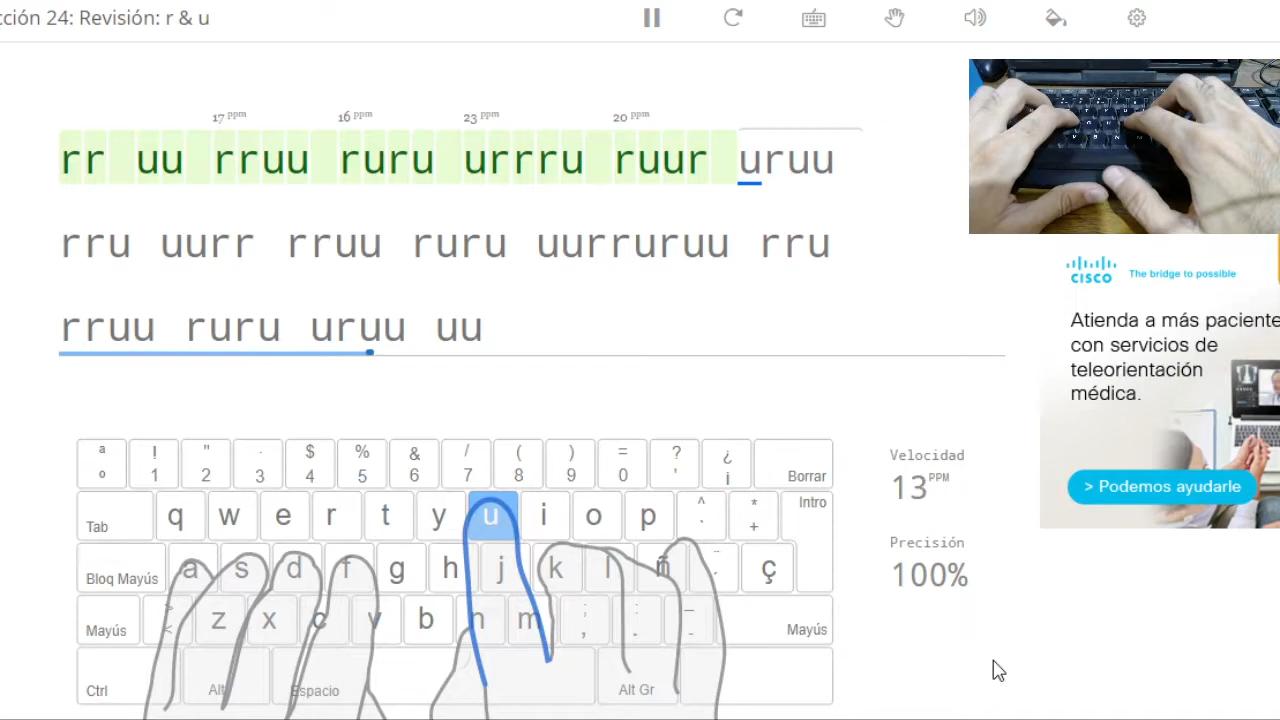 cción 24: Revisión: r & u
17 ppm 16 ppm 23 ppm 20 ppm
rr uu rruu ruru urrru ruur uruu
rru uurr rruu ruru uurruruu rru
rruu ruru uruu uu
CISCO The bridge to possible
Atienda a más paciente
con servicios de
teleorientación
médica.
> Podemos ayudarle
Velocidad
13 PPM
Precisión
100%
ª ! " · $ % & / ( ) = ? ¿
º 1 2 3 4 5 6 7 8 9 0 ' ¡ Borrar
Tab q w e r t y u i o p ^ ` * + Intro
Bloq Mayús a s d f g h j k l ñ ¨ ´ ç
Mayús > < z x c v b n m ; , : . _ - Mayús
Ctrl Alt Espacio Alt Gr